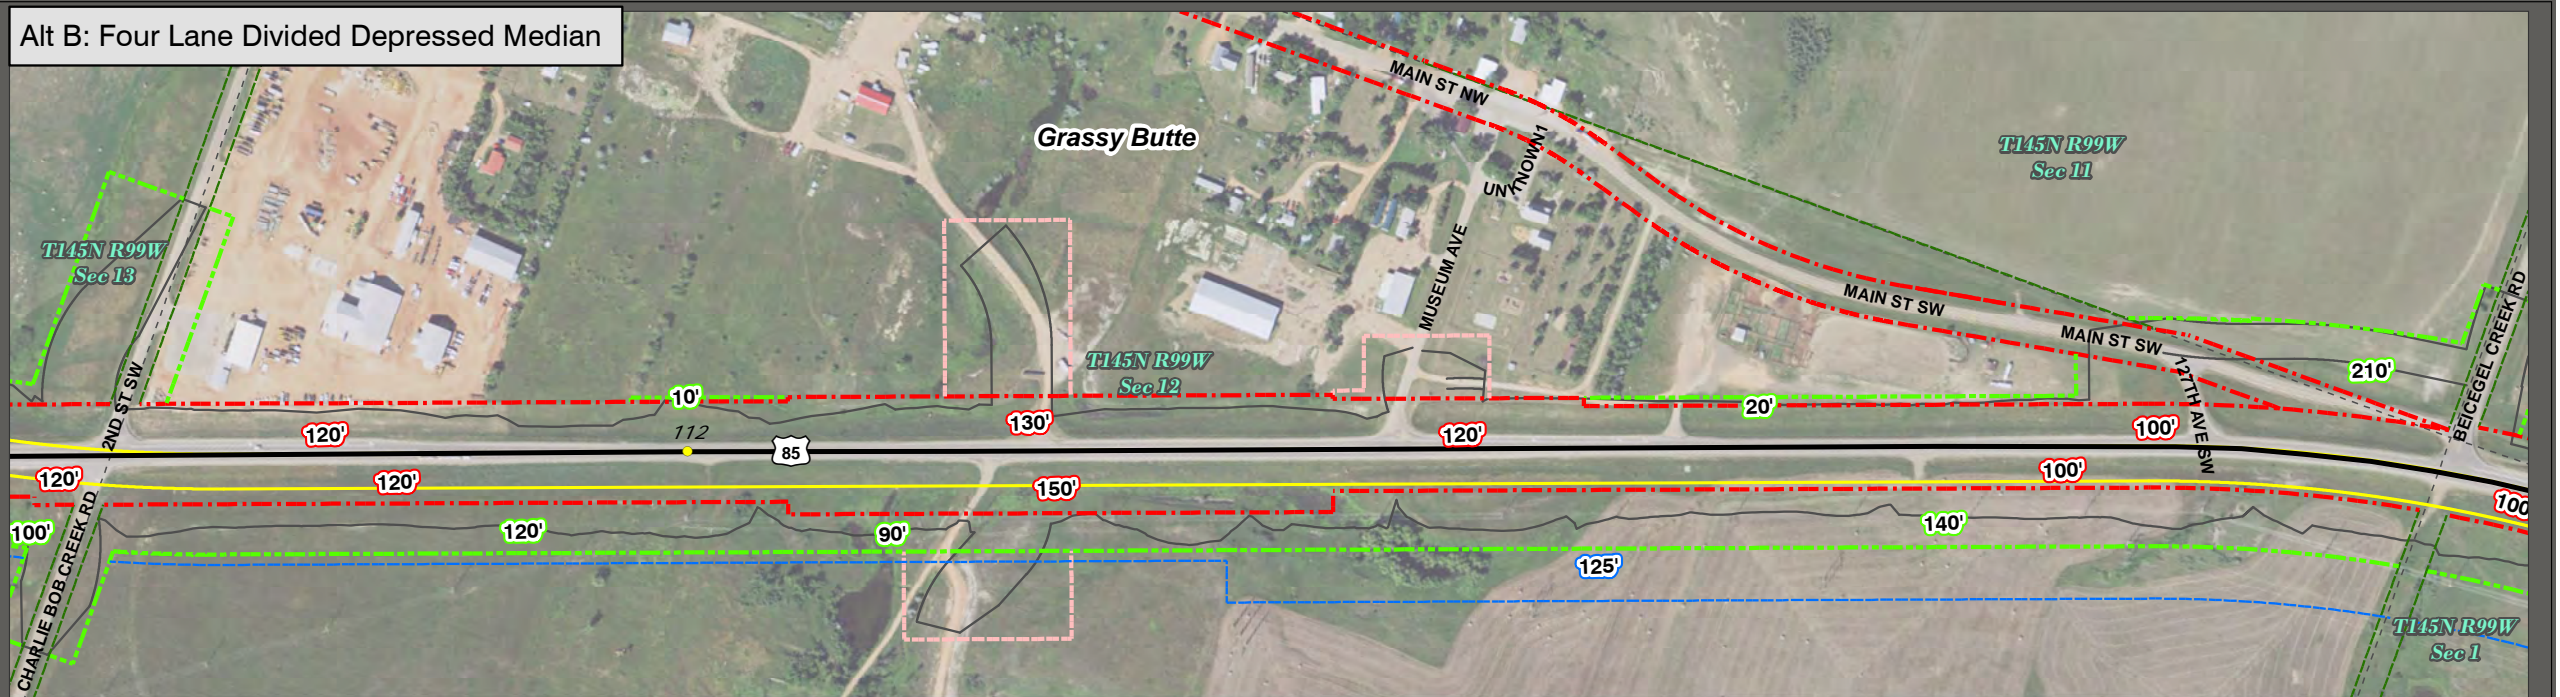 Alt B: Four Lane Divided Depressed Median
MAIN ST NW
Grassy Butte
T145N R99W
Sec 11
UN
TNOWN1
T145N R99W
Sec 13
MUSEUM AVE
MAIN ST SW
MAIN ST SW
BEICEGEL CREEK RD
T145N R99W
Sec 12
210'
127TH AVE SW
2ND ST SW
10'
20'
120'
112
130'
120'
100'
85
120'
120'
150'
100'
100
100'
120'
90'
140'
125'
CHARLIE BOB CREEK RD
T145N R99W
Sec 1